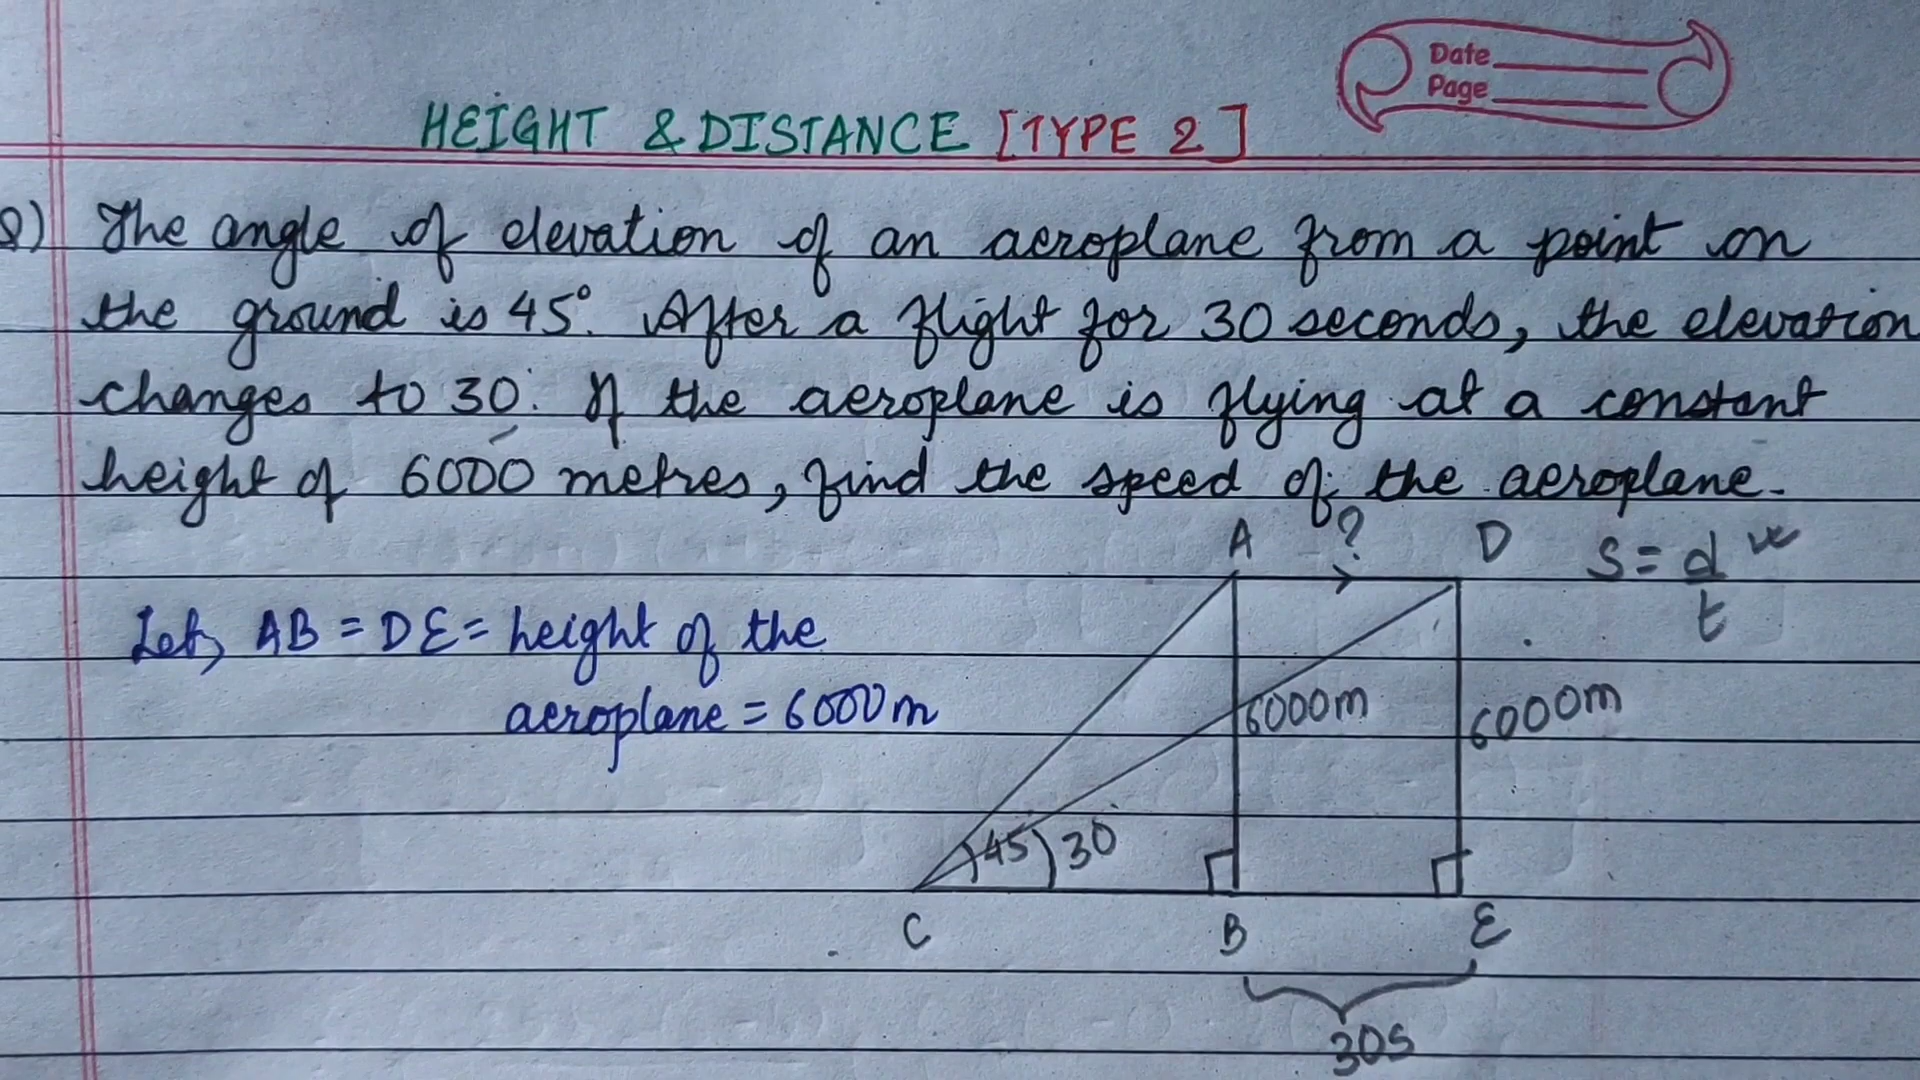 Date
Page
HEIGHT & DISTANCE [TYPE 2]
Q) The angle of elevation of an aeroplane from a point on
the ground is 45°. After a flight for 30 seconds, the elevation
changes to 30°. If the aeroplane is flying at a constant
height of 6000 metres, find the speed of the aeroplane.
A ? D S = d
t
Let, AB = DE = height of the
aeroplane = 6000m
6000m 6000m
45 30°
C B E
30s